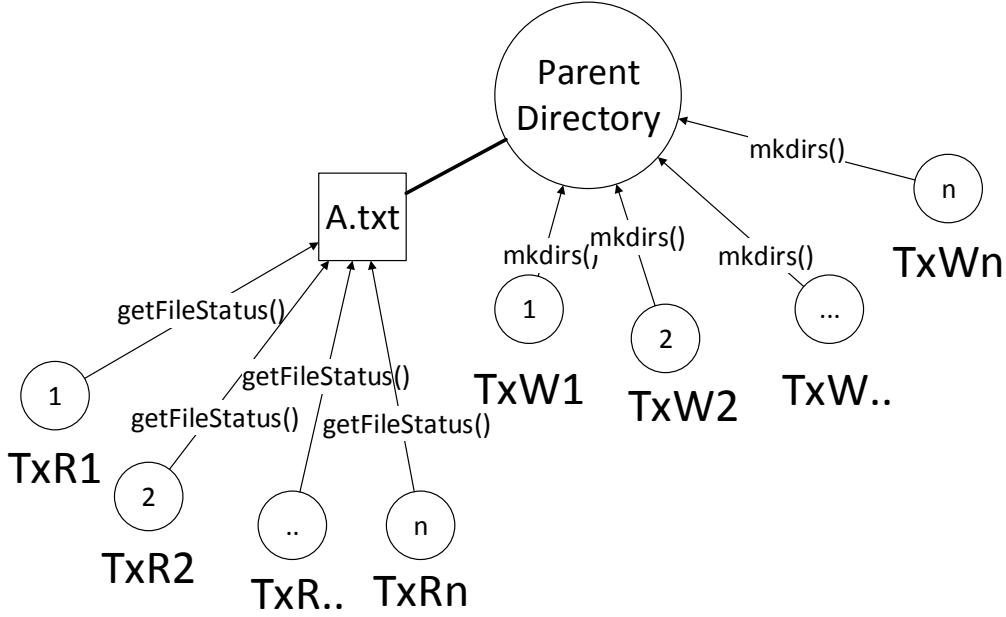 Parent
Directory
mkdirs()
n
TxWn
A.txt
mkdirs()
mkdirs()
mkdirs()
1
TxW1
2
TxW2
...
TxW..
getFileStatus()
getFileStatus()
getFileStatus()
getFileStatus()
1
TxR1
2
TxR2
..
TxR..
n
TxRn